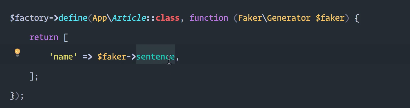 $factory->define(App\Article::class, function (Faker\Generator $faker) {
return [
'name' => $faker->sentence,
];
});